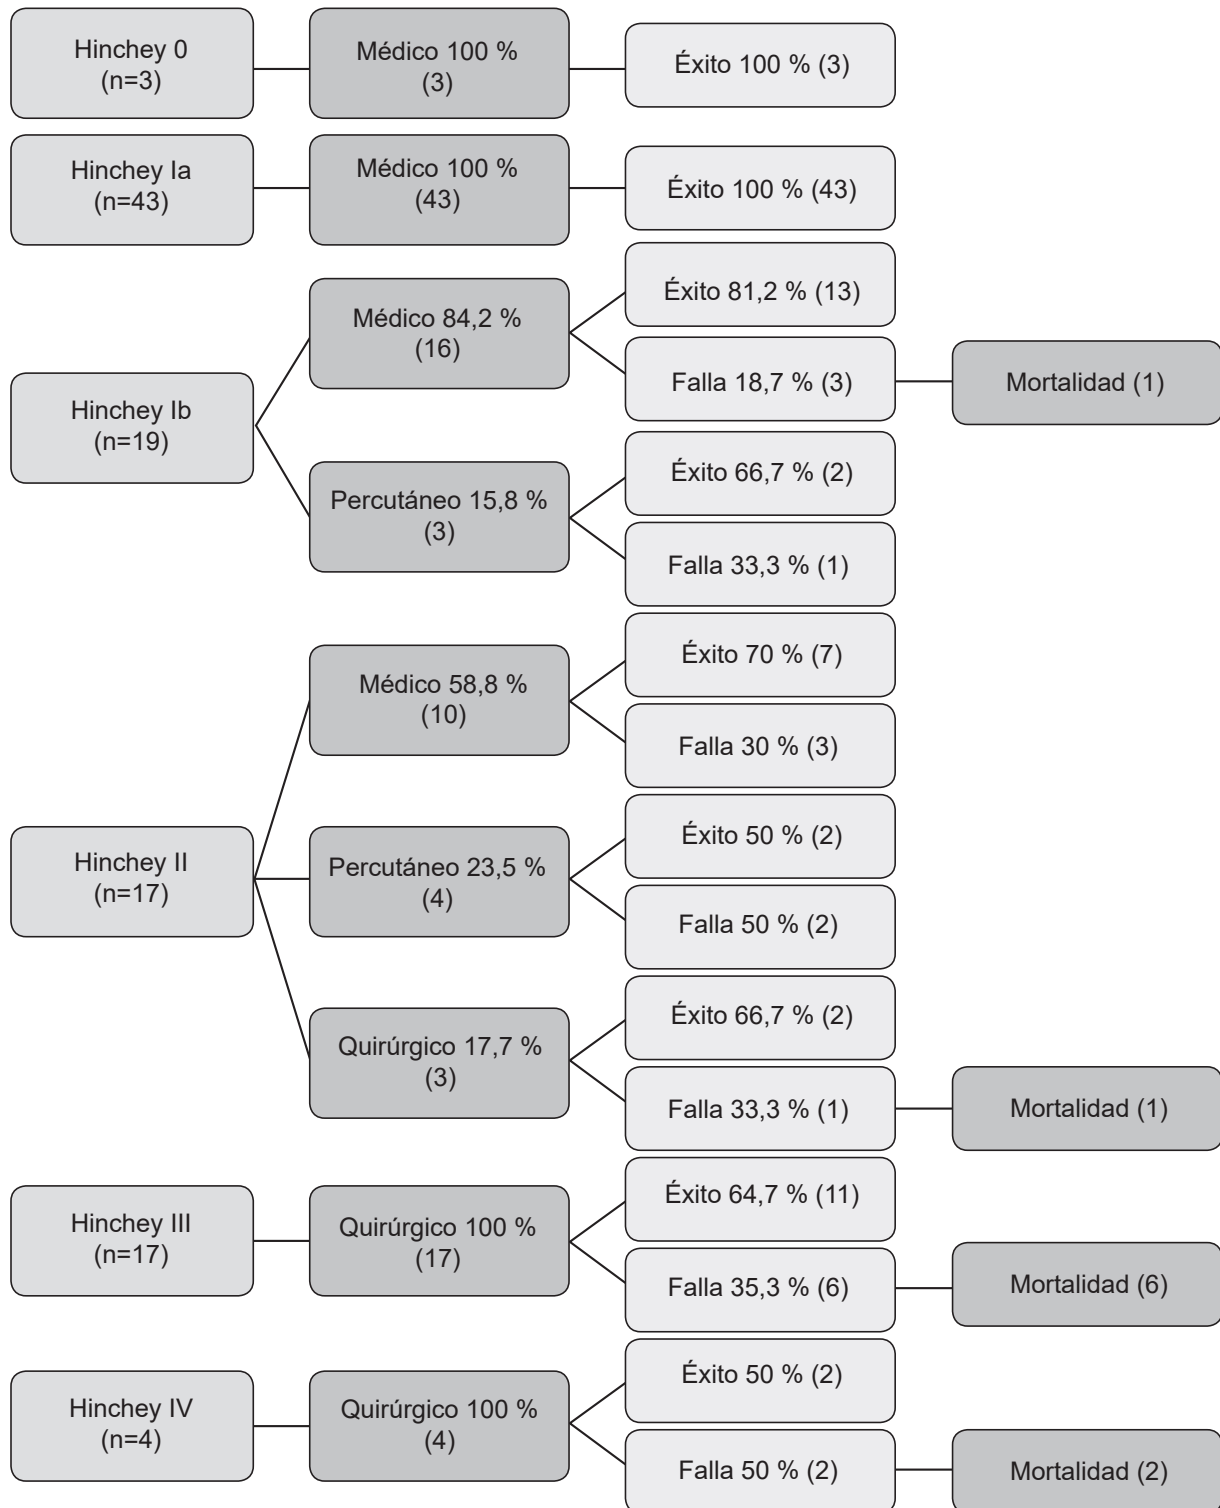 Hinchey 0
(n=3)
Médico 100 %
(3)
Éxito 100 % (3)
Hinchey Ia
(n=43)
Médico 100 %
(43)
Éxito 100 % (43)
Hinchey Ib
(n=19)
Médico 84,2 %
(16)
Éxito 81,2 % (13)
Falla 18,7 % (3)
Mortalidad (1)
Percutáneo 15,8 %
(3)
Éxito 66,7 % (2)
Falla 33,3 % (1)
Hinchey II
(n=17)
Médico 58,8 %
(10)
Éxito 70 % (7)
Falla 30 % (3)
Percutáneo 23,5 %
(4)
Éxito 50 % (2)
Falla 50 % (2)
Quirúrgico 17,7 %
(3)
Éxito 66,7 % (2)
Falla 33,3 % (1)
Mortalidad (1)
Hinchey III
(n=17)
Quirúrgico 100 %
(17)
Éxito 64,7 % (11)
Falla 35,3 % (6)
Mortalidad (6)
Hinchey IV
(n=4)
Quirúrgico 100 %
(4)
Éxito 50 % (2)
Falla 50 % (2)
Mortalidad (2)